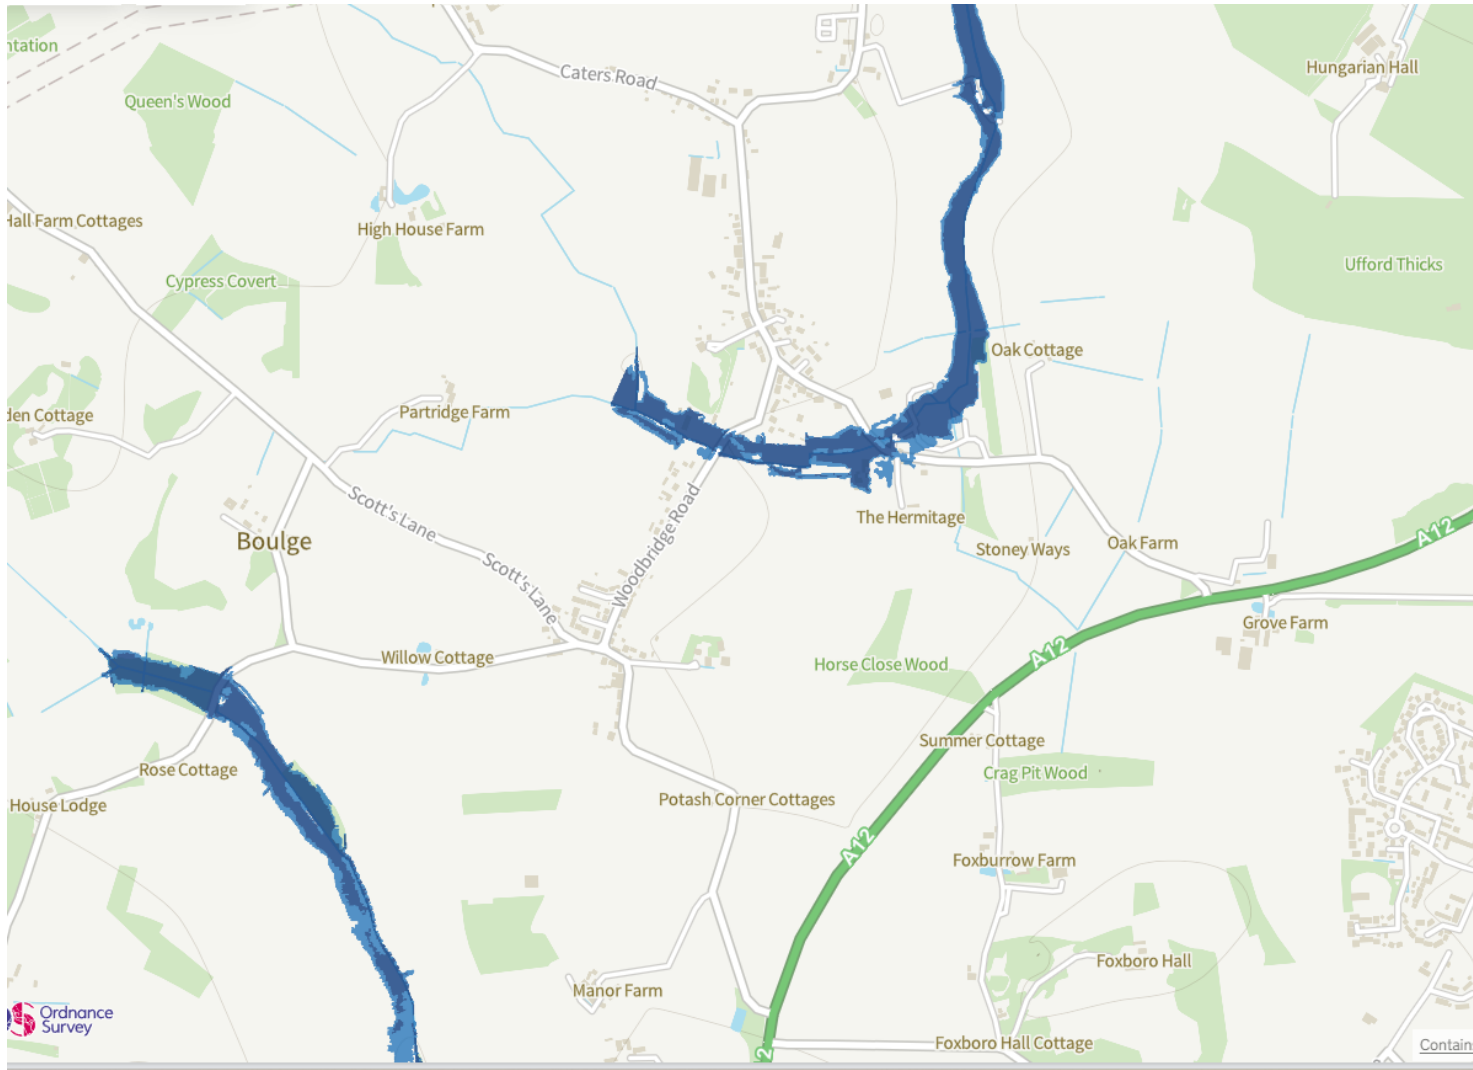 ntation
Caters Road
Hungarian Hall
Queen's Wood
Hall Farm Cottages
High House Farm
Ufford Thicks
Cypress Covert
Oak Cottage
den Cottage
Partridge Farm
Scott's Lane
The Hermitage
A12
Boulge
Woodbridge Road
Stoney Ways
Oak Farm
Scott's Lane
Grove Farm
Willow Cottage
Horse Close Wood
A12
Summer Cottage
Rose Cottage
Crag Pit Wood
House Lodge
Potash Corner Cottages
A12
Foxburrow Farm
Foxboro Hall
Manor Farm
Ordnance
Survey
Foxboro Hall Cottage
Contains
2